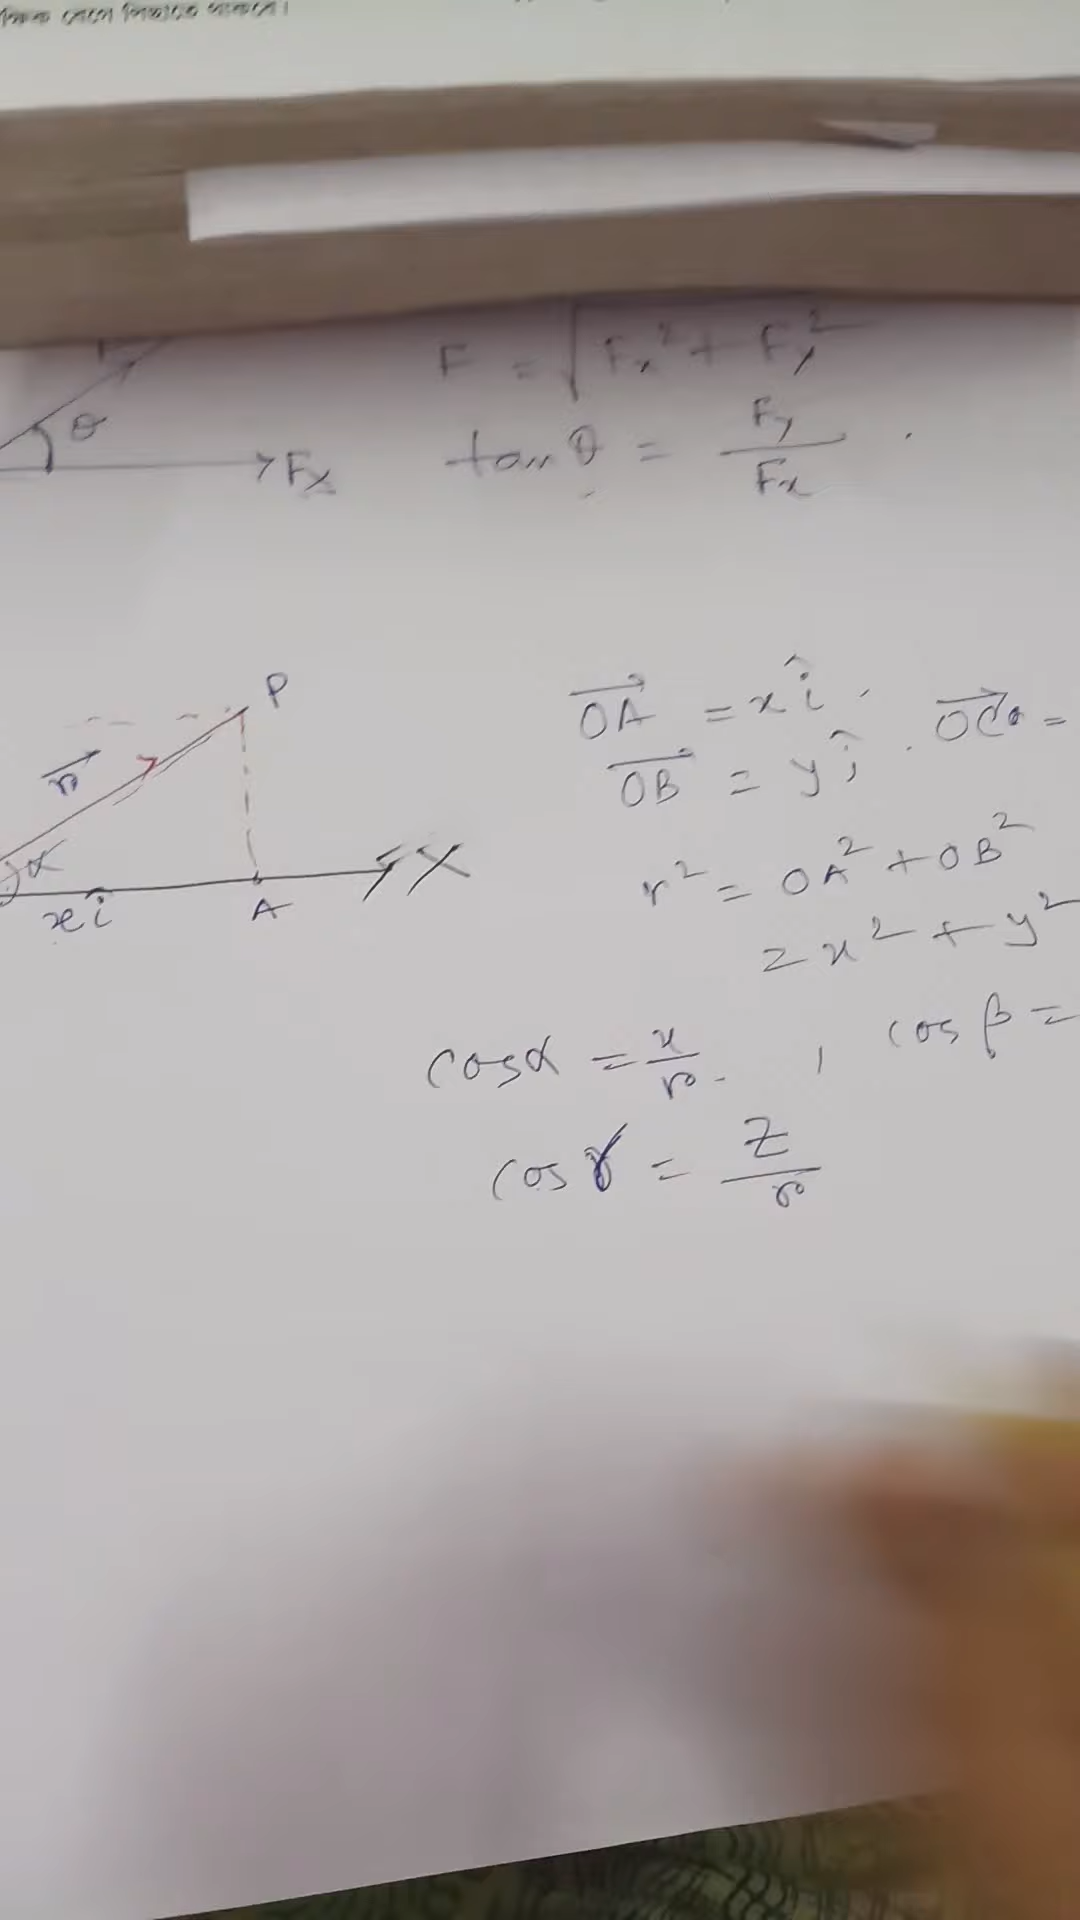 θ
Fx
F = √Fx² + Fy²
tan θ = Fy/Fx
P
r⃗
α
X
xî
A
OA⃗ = xî . OC⃗ =
OB⃗ = yĵ .
r² = OA² + OB²
= x² + y²
cosα = x/r , cos β =
cos γ = Z/r